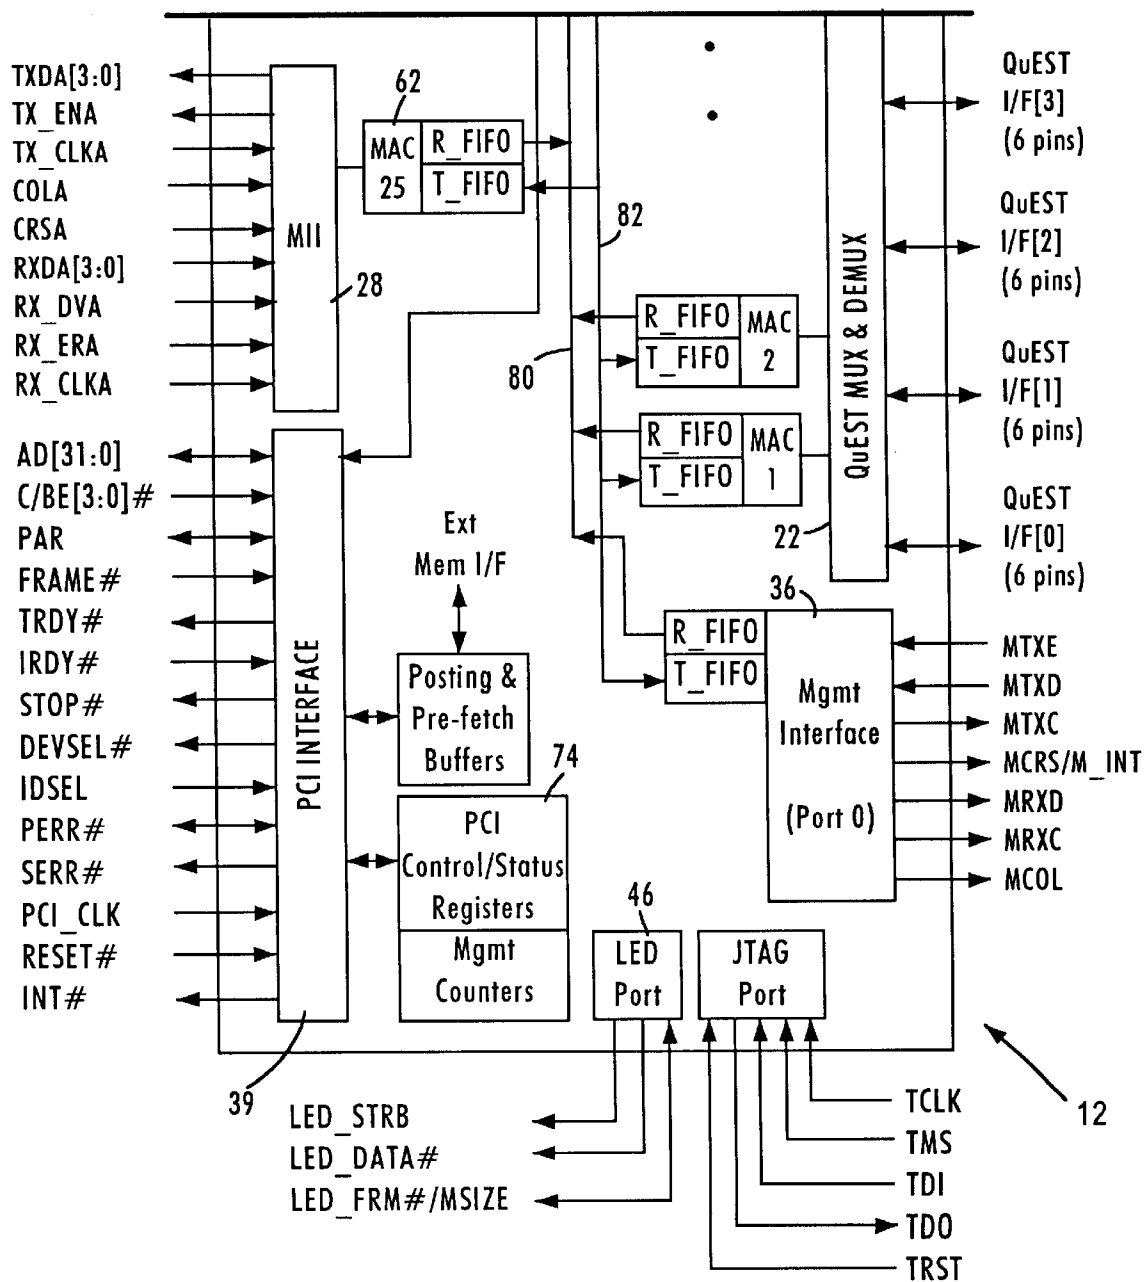 TXDA[3:0]
TX_ENA
TX_CLKA
COLA
CRSA
RXDA[3:0]
RX_DVA
RX_ERA
RX_CLKA
MII
28
62
MAC
25
R_FIFO
T_FIFO
80
82
R_FIFO
T_FIFO
MAC
2
R_FIFO
T_FIFO
MAC
1
QuEST MUX & DEMUX
22
QuEST
I/F[3]
(6 pins)
QuEST
I/F[2]
(6 pins)
QuEST
I/F[1]
(6 pins)
QuEST
I/F[0]
(6 pins)
AD[31:0]
C/BE[3:0]#
PAR
FRAME#
TRDY#
IRDY#
STOP#
DEVSEL#
IDSEL
PERR#
SERR#
PCI_CLK
RESET#
INT#
PCI INTERFACE
39
Ext
Mem I/F
Posting &
Pre-fetch
Buffers
74
PCI
Control/Status
Registers
Mgmt
Counters
36
R_FIFO
T_FIFO
Mgmt
Interface
(Port 0)
MTXE
MTXD
MTXC
MCRS/M_INT
MRXD
MRXC
MCOL
46
LED
Port
JTAG
Port
12
LED_STRB
LED_DATA#
LED_FRM#/MSIZE
TCLK
TMS
TDI
TDO
TRST